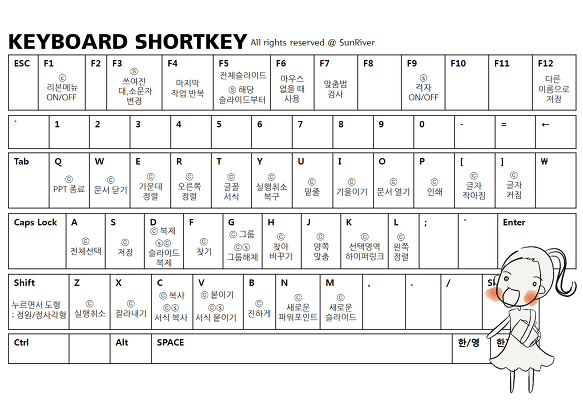 KEYBOARD SHORTKEY All rights reserved @ SunRiver
ESC F1 F2 F3 F4 F5 F6 F7 F8 F9 F10 F11 F12
ⓒ
리본메뉴
ON/OFF
ⓢ
쓰여진
대,소문자
변경
마지막
작업 반복
전체슬라이드
ⓢ 해당
슬라이드부터
마우스
없을 때
사용
맞춤법
검사
ⓢ
격자
ON/OFF
다른
이름으로
저장
` 1 2 3 4 5 6 7 8 9 0 - = ←
Tab Q W E R T Y U I O P [ ] ₩
ⓒ
PPT 종료
ⓒ
문서 닫기
ⓒ
가운데
정렬
ⓒ
오른쪽
정렬
ⓒ
글꼴
서식
ⓒ
실행취소
복구
ⓒ
밑줄
ⓒ
기울이기
ⓒ
문서 열기
ⓒ
인쇄
ⓒ
글자
작아짐
ⓒ
글자
커짐
Caps Lock A S D F G H J K L ; ´ Enter
ⓒ
전체선택
ⓒ
저장
ⓒ 복제
ⓢⓒ
슬라이드
복제
ⓒ
찾기
ⓒ 그룹
ⓒⓢ
그룹해체
ⓒ
찾아
바꾸기
ⓒ
양쪽
맞춤
ⓒ
선택영역
하이퍼링크
ⓒ
왼쪽
정렬
Shift Z X C V B N M , . /
누르면서 도형
: 정원/정사각형
ⓒ
실행취소
ⓒ
잘라내기
ⓒ 복사
ⓒⓢ
서식 복사
ⓒ 붙이기
ⓒⓢ
서식 붙이기
ⓒ
진하게
ⓒ
새로운
파워포인트
ⓒ
새로운
슬라이드
Ctrl Alt SPACE 한/영 한